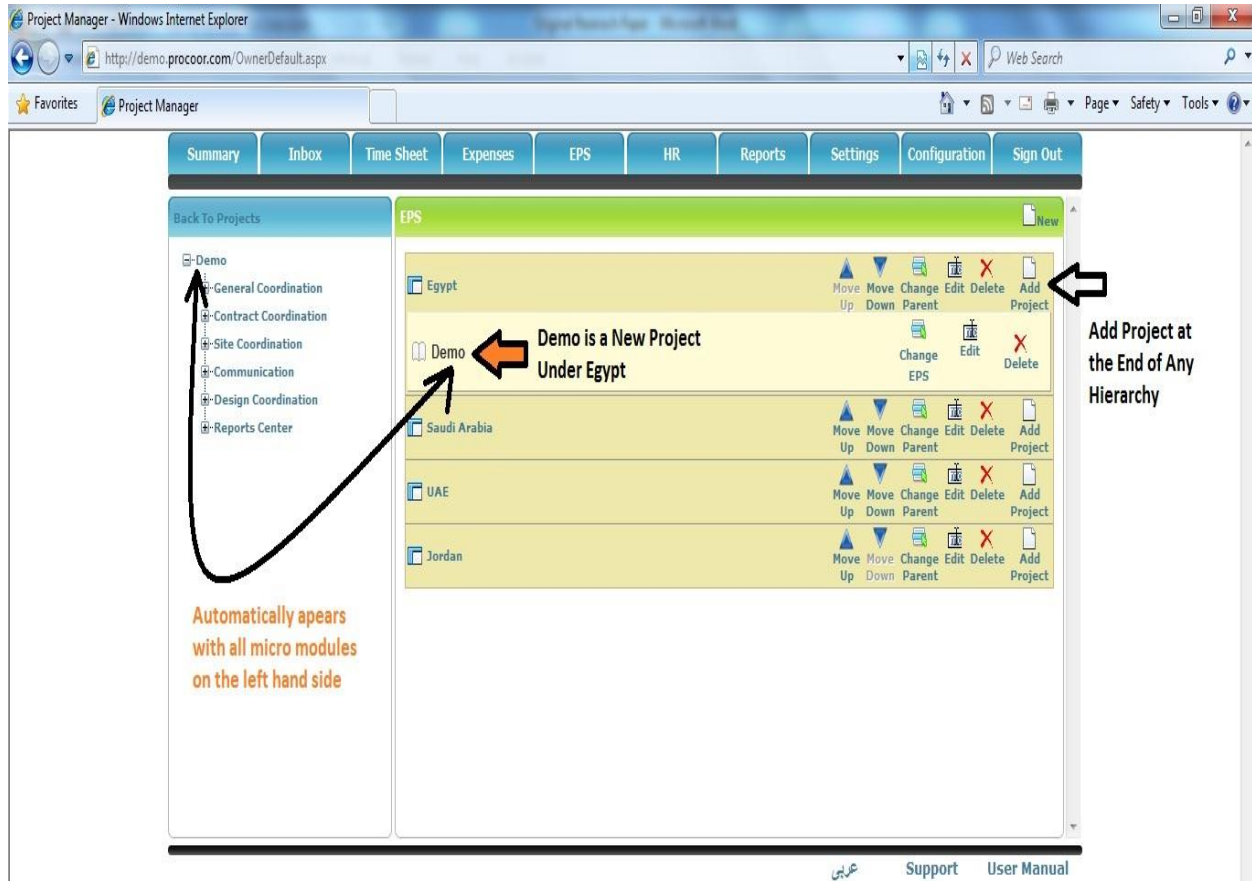 Project Manager - Windows Internet Explorer
http://demo.procoor.com/OwnerDefault.aspx
Web Search
Favorites
Project Manager
Page Safety Tools
Summary Inbox Time Sheet Expenses EPS HR Reports Settings Configuration Sign Out
Back To Projects
Demo
General Coordination
Contract Coordination
Site Coordination
Communication
Design Coordination
Reports Center
Automatically apears
with all micro modules
on the left hand side
EPS
New
Egypt
Move Move Change Edit Delete Add
Up Down Parent Project
Demo
Demo is a New Project
Under Egypt
Change Edit Delete
EPS
Saudi Arabia
Move Move Change Edit Delete Add
Up Down Parent Project
UAE
Move Move Change Edit Delete Add
Up Down Parent Project
Jordan
Move Move Change Edit Delete Add
Up Down Parent Project
Add Project at
the End of Any
Hierarchy
عربى Support User Manual